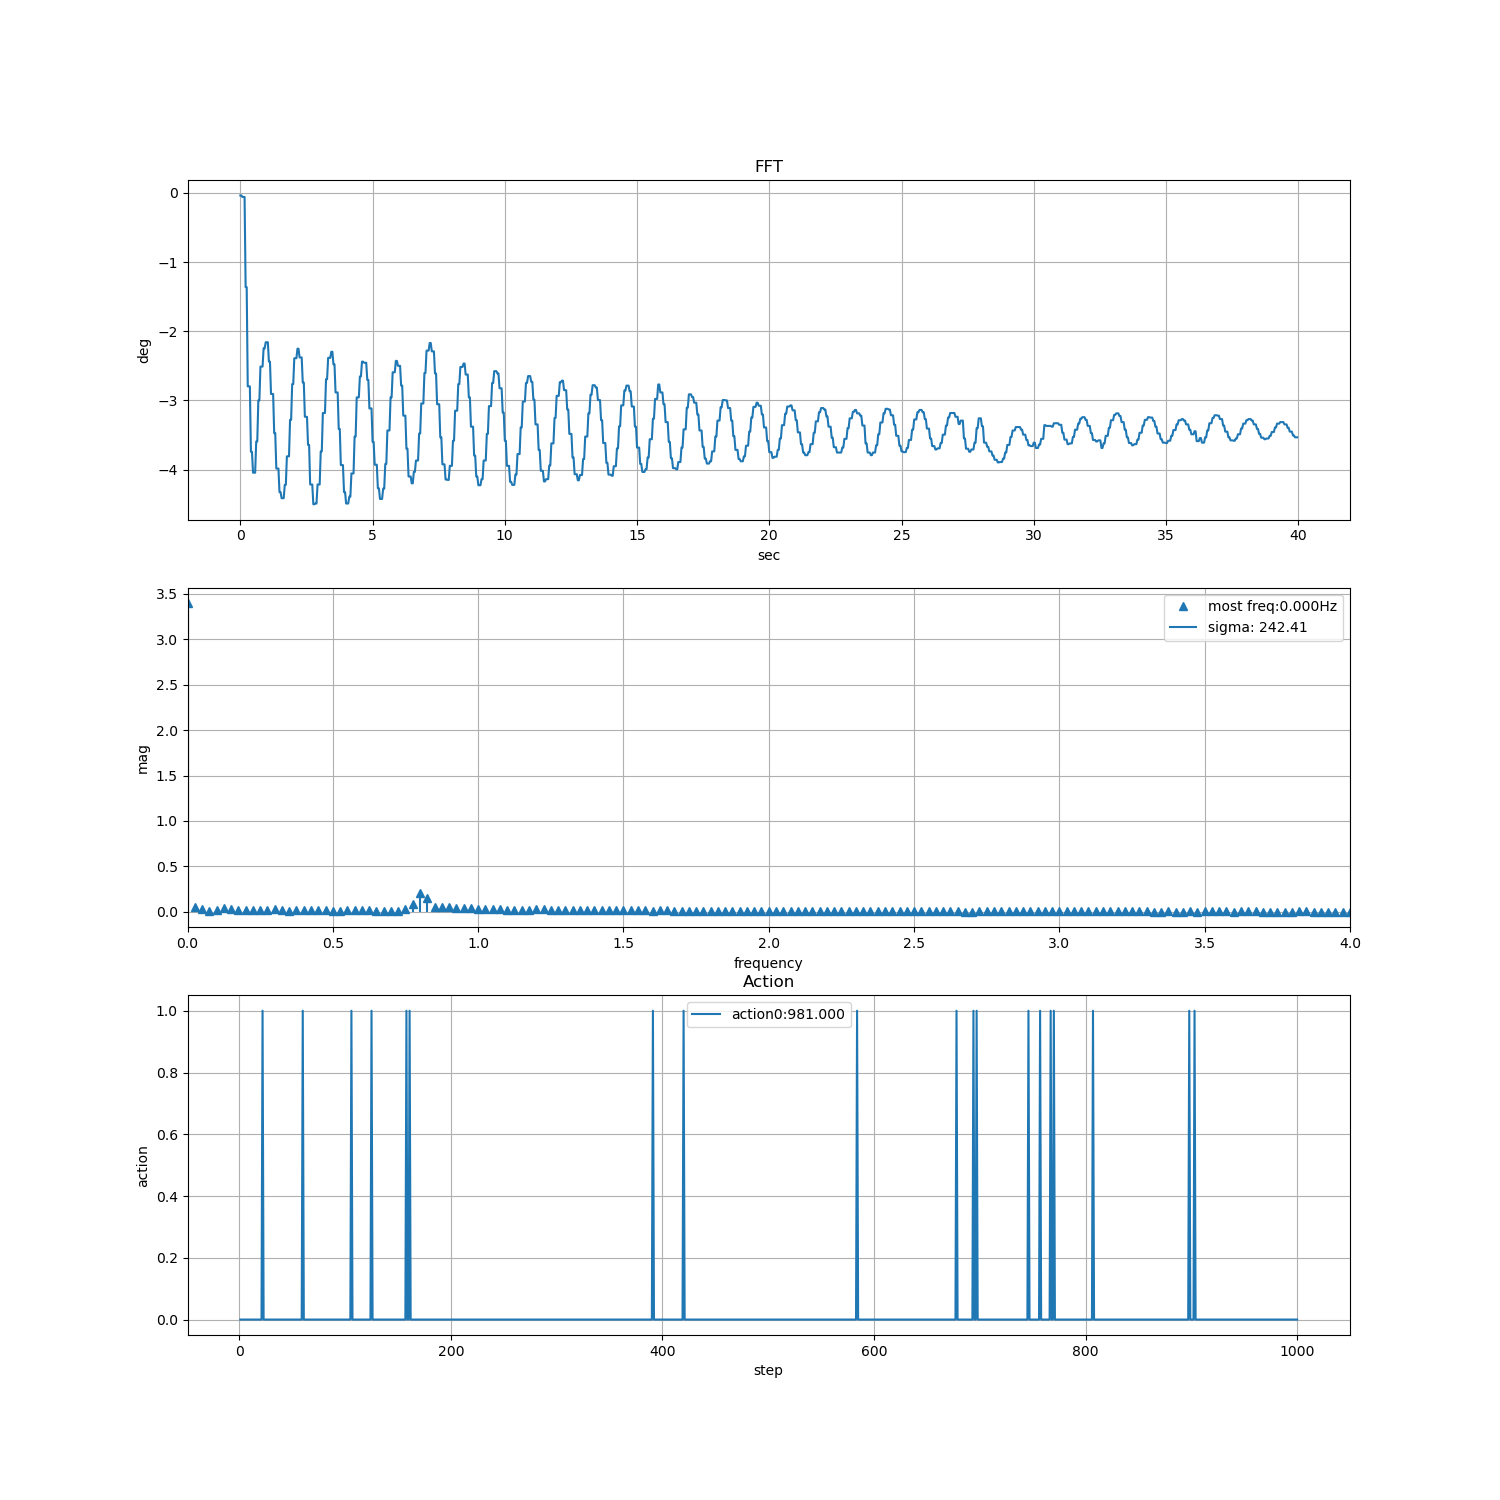 FFT
0
−1
−2
−3
−4
deg
0 5 10 15 20 25 30 35 40
sec
3.5
3.0
2.5
2.0
1.5
1.0
0.5
0.0
mag
most freq:0.000Hz
sigma: 242.41
0.0 0.5 1.0 1.5 2.0 2.5 3.0 3.5 4.0
frequency
Action
1.0
0.8
0.6
0.4
0.2
0.0
action
action0:981.000
0 200 400 600 800 1000
step